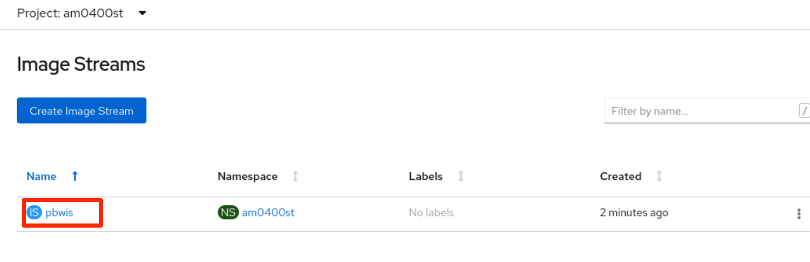 Project: am0400st
Image Streams
Create Image Stream
Filter by name...
/
Name Namespace Labels Created
IS pbwis NS am0400st No labels 2 minutes ago